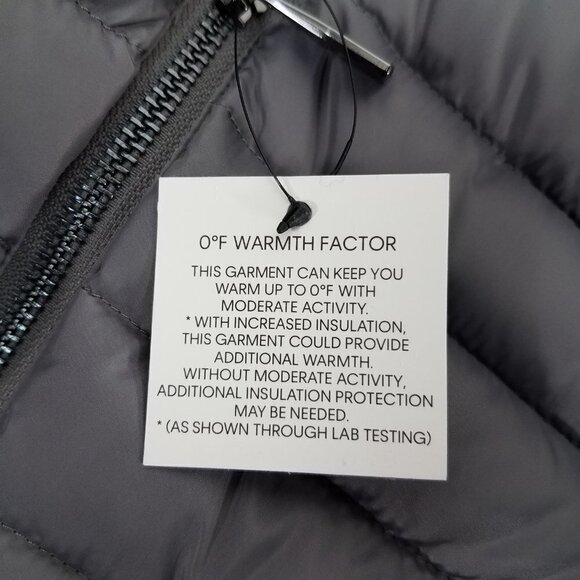 0°F WARMTH FACTOR
THIS GARMENT CAN KEEP YOU
WARM UP TO 0°F WITH
MODERATE ACTIVITY.
* WITH INCREASED INSULATION,
THIS GARMENT COULD PROVIDE
ADDITIONAL WARMTH.
WITHOUT MODERATE ACTIVITY,
ADDITIONAL INSULATION PROTECTION
MAY BE NEEDED.
* (AS SHOWN THROUGH LAB TESTING)